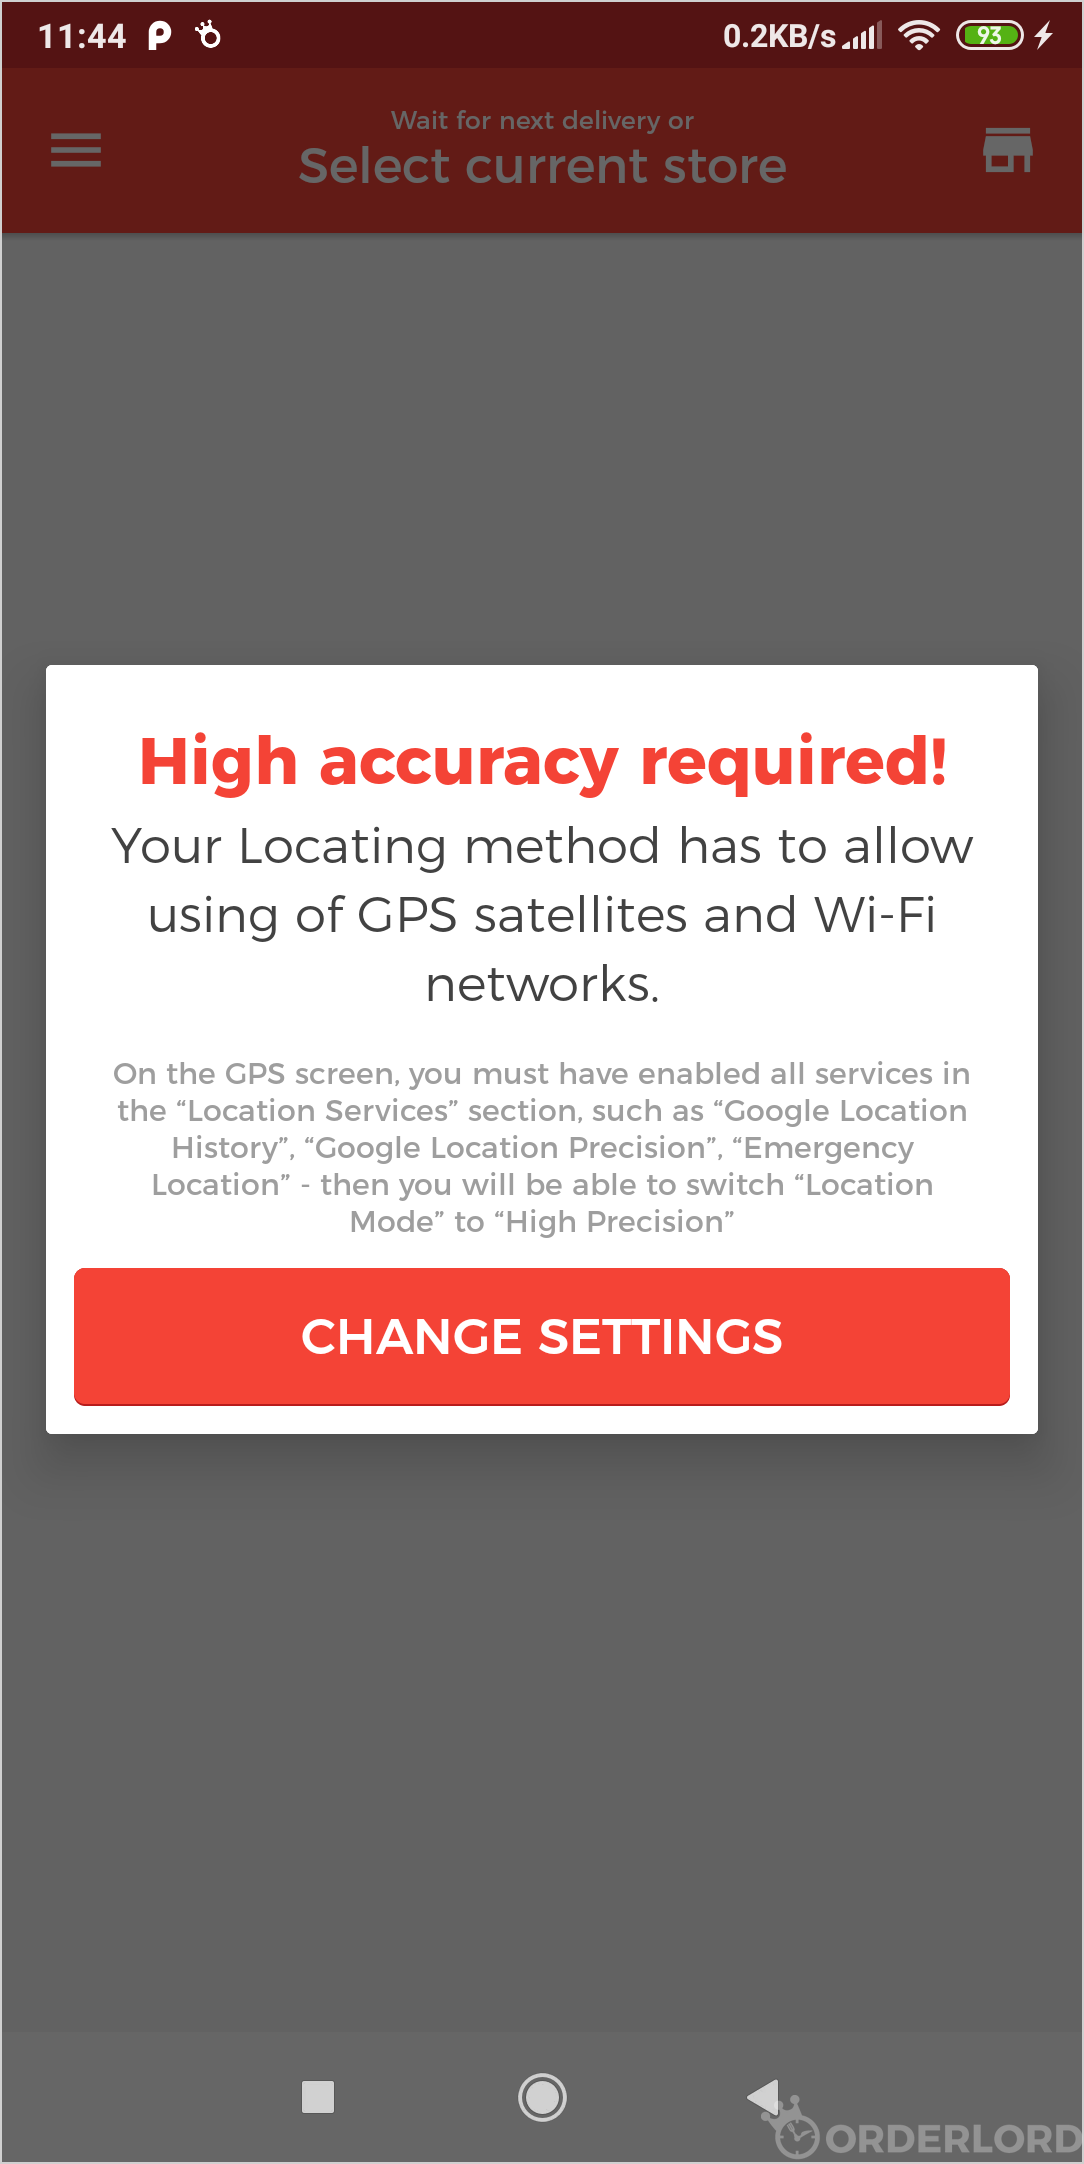 11:44 0.2KB/s 93
Wait for next delivery or
Select current store
High accuracy required!
Your Locating method has to allow
using of GPS satellites and Wi-Fi
networks.
On the GPS screen, you must have enabled all services in
the “Location Services” section, such as “Google Location
History”, “Google Location Precision”, “Emergency
Location” - then you will be able to switch “Location
Mode” to “High Precision”
CHANGE SETTINGS
ORDERLORD